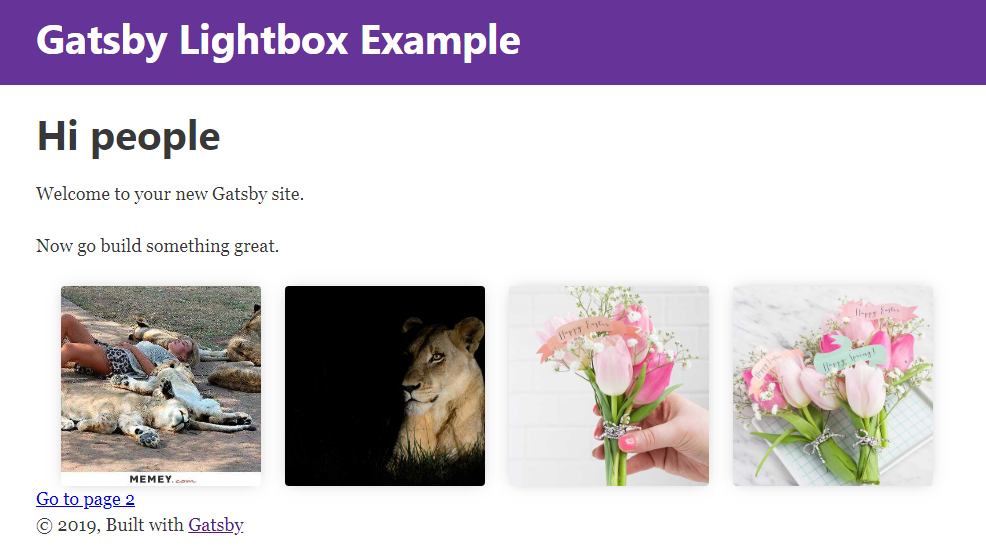 Gatsby Lightbox Example
Hi people
Welcome to your new Gatsby site.
Now go build something great.
Happy Easter
Happy Easter
Happy Spring!
MEMEY.com
Go to page 2
© 2019, Built with Gatsby